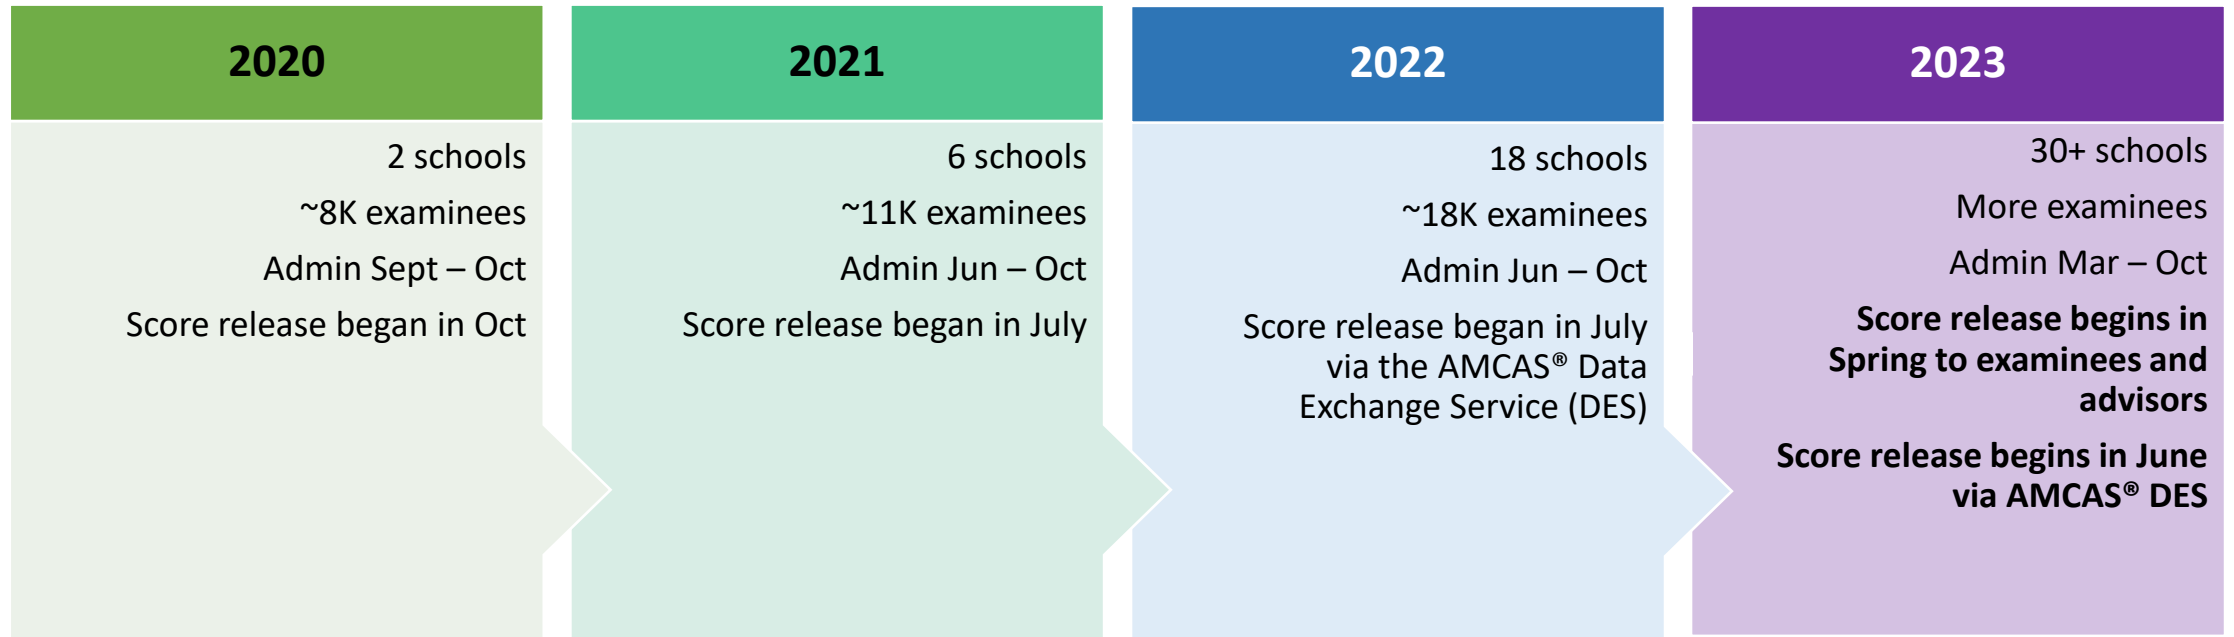 2020
2 schools
~8K examinees
Admin Sept – Oct
Score release began in Oct
2021
6 schools
~11K examinees
Admin Jun – Oct
Score release began in July
2022
18 schools
~18K examinees
Admin Jun – Oct
Score release began in July
via the AMCAS® Data
Exchange Service (DES)
2023
30+ schools
More examinees
Admin Mar – Oct
Score release begins in
Spring to examinees and
advisors
Score release begins in June
via AMCAS® DES